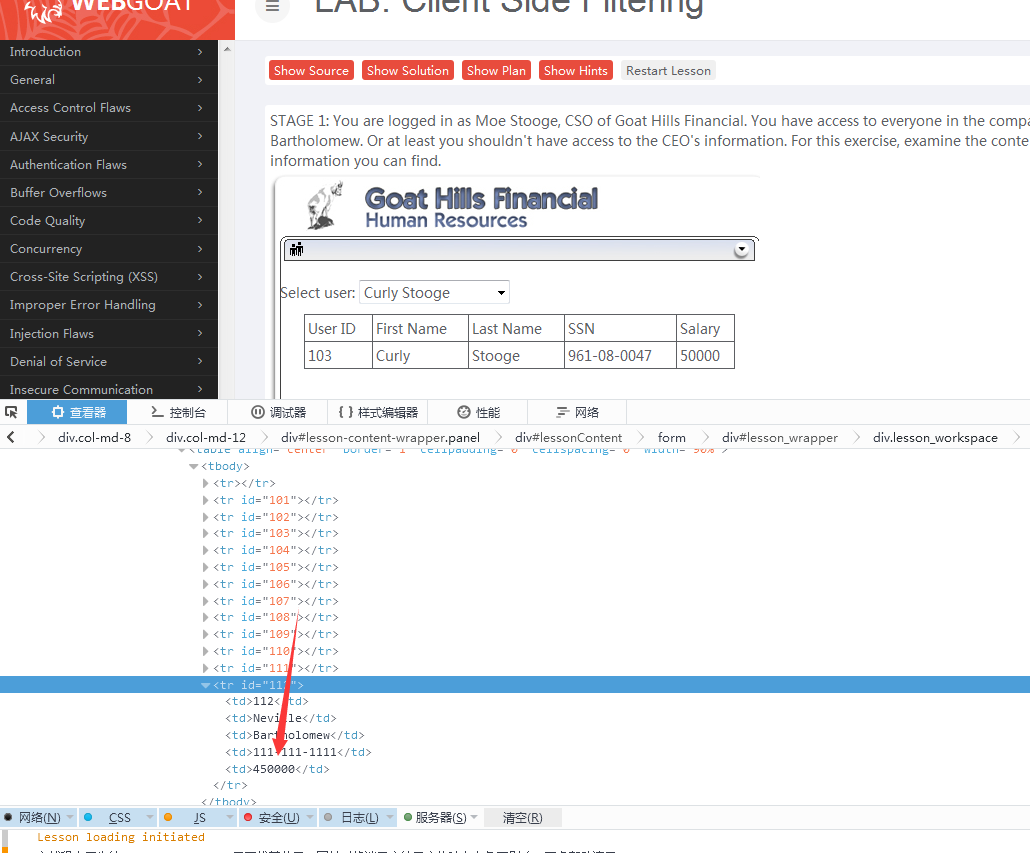 WEBGOAT
LAB: Client Side Filtering
Introduction
General
Access Control Flaws
AJAX Security
Authentication Flaws
Buffer Overflows
Code Quality
Concurrency
Cross-Site Scripting (XSS)
Improper Error Handling
Injection Flaws
Denial of Service
Insecure Communication
Show Source Show Solution Show Plan Show Hints Restart Lesson
STAGE 1: You are logged in as Moe Stooge, CSO of Goat Hills Financial. You have access to everyone in the compa
Bartholomew. Or at least you shouldn't have access to the CEO's information. For this exercise, examine the conte
information you can find.
Goat Hills Financial
Human Resources
Select user: Curly Stooge
User ID First Name Last Name SSN Salary
103 Curly Stooge 961-08-0047 50000
查看器 控制台 调试器 { } 样式编辑器 性能 网络
div.col-md-8 div.col-md-12 div#lesson-content-wrapper.panel div#lessonContent form div#lesson_wrapper div.lesson_workspace
<table align="center" border="1" cellpadding="0" cellspacing="0" width="90%">
<tbody>
<tr></tr>
<tr id="101"></tr>
<tr id="102"></tr>
<tr id="103"></tr>
<tr id="104"></tr>
<tr id="105"></tr>
<tr id="106"></tr>
<tr id="107"></tr>
<tr id="108"></tr>
<tr id="109"></tr>
<tr id="110"></tr>
<tr id="111"></tr>
<tr id="112">
<td>112</td>
<td>Neville</td>
<td>Bartholomew</td>
<td>111-111-1111</td>
<td>450000</td>
</tr>
</tbody>
网络(N) CSS JS 安全(U) 日志(L) 服务器(S) 清空(R)
Lesson loading initiated